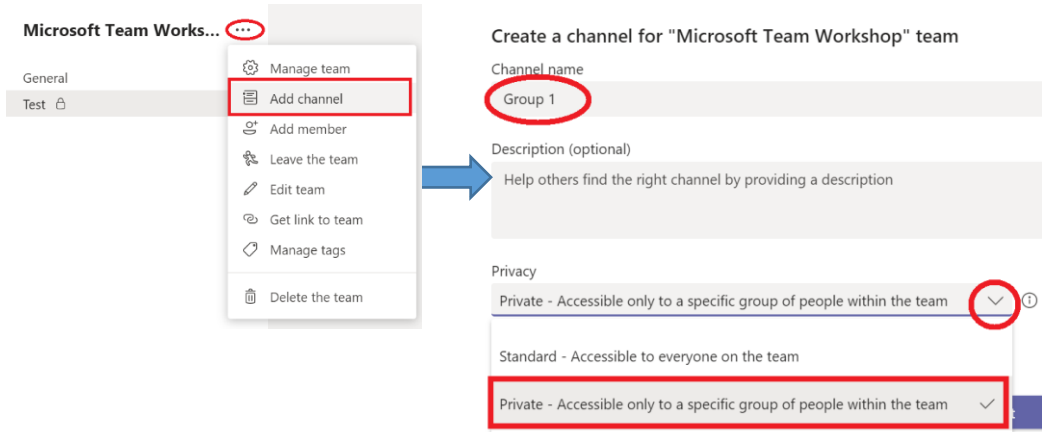 Microsoft Team Works... ...
General
Test
Manage team
Add channel
Add member
Leave the team
Edit team
Get link to team
Manage tags
Delete the team
Create a channel for "Microsoft Team Workshop" team
Channel name
Group 1
Description (optional)
Help others find the right channel by providing a description
Privacy
Private - Accessible only to a specific group of people within the team
Standard - Accessible to everyone on the team
Private - Accessible only to a specific group of people within the team